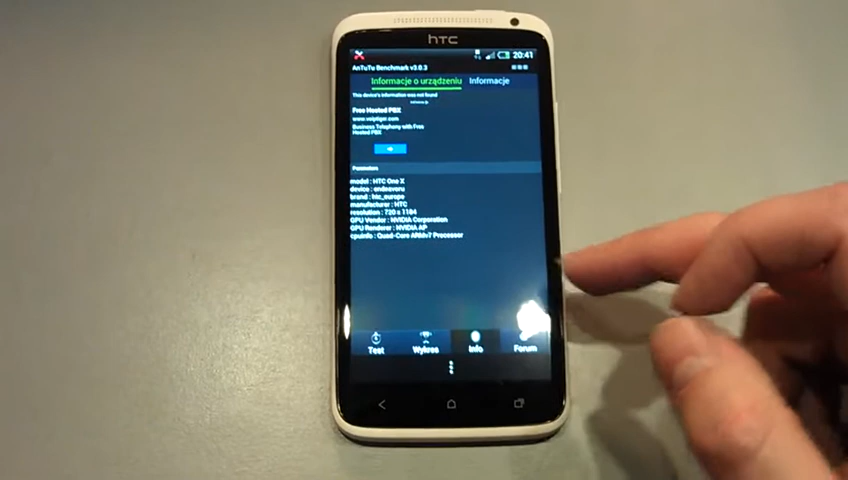 hTC
20:41
AnTuTu Benchmark v3.0.3
Informacje o urządzeniu Informacje
This device's information was not found
Free Hosted PBX
www.voiptiger.com
Business Telephony with Free
Hosted PBX
Parameters
model : HTC One X
device : endeavoru
brand : htc_europe
manufacturer : HTC
resolution : 720 x 1184
GPU Vendor : NVIDIA Corporation
GPU Renderer : NVIDIA AP
cpuinfo : Quad-Core ARMv7 Processor
Test Wykres Info Forum